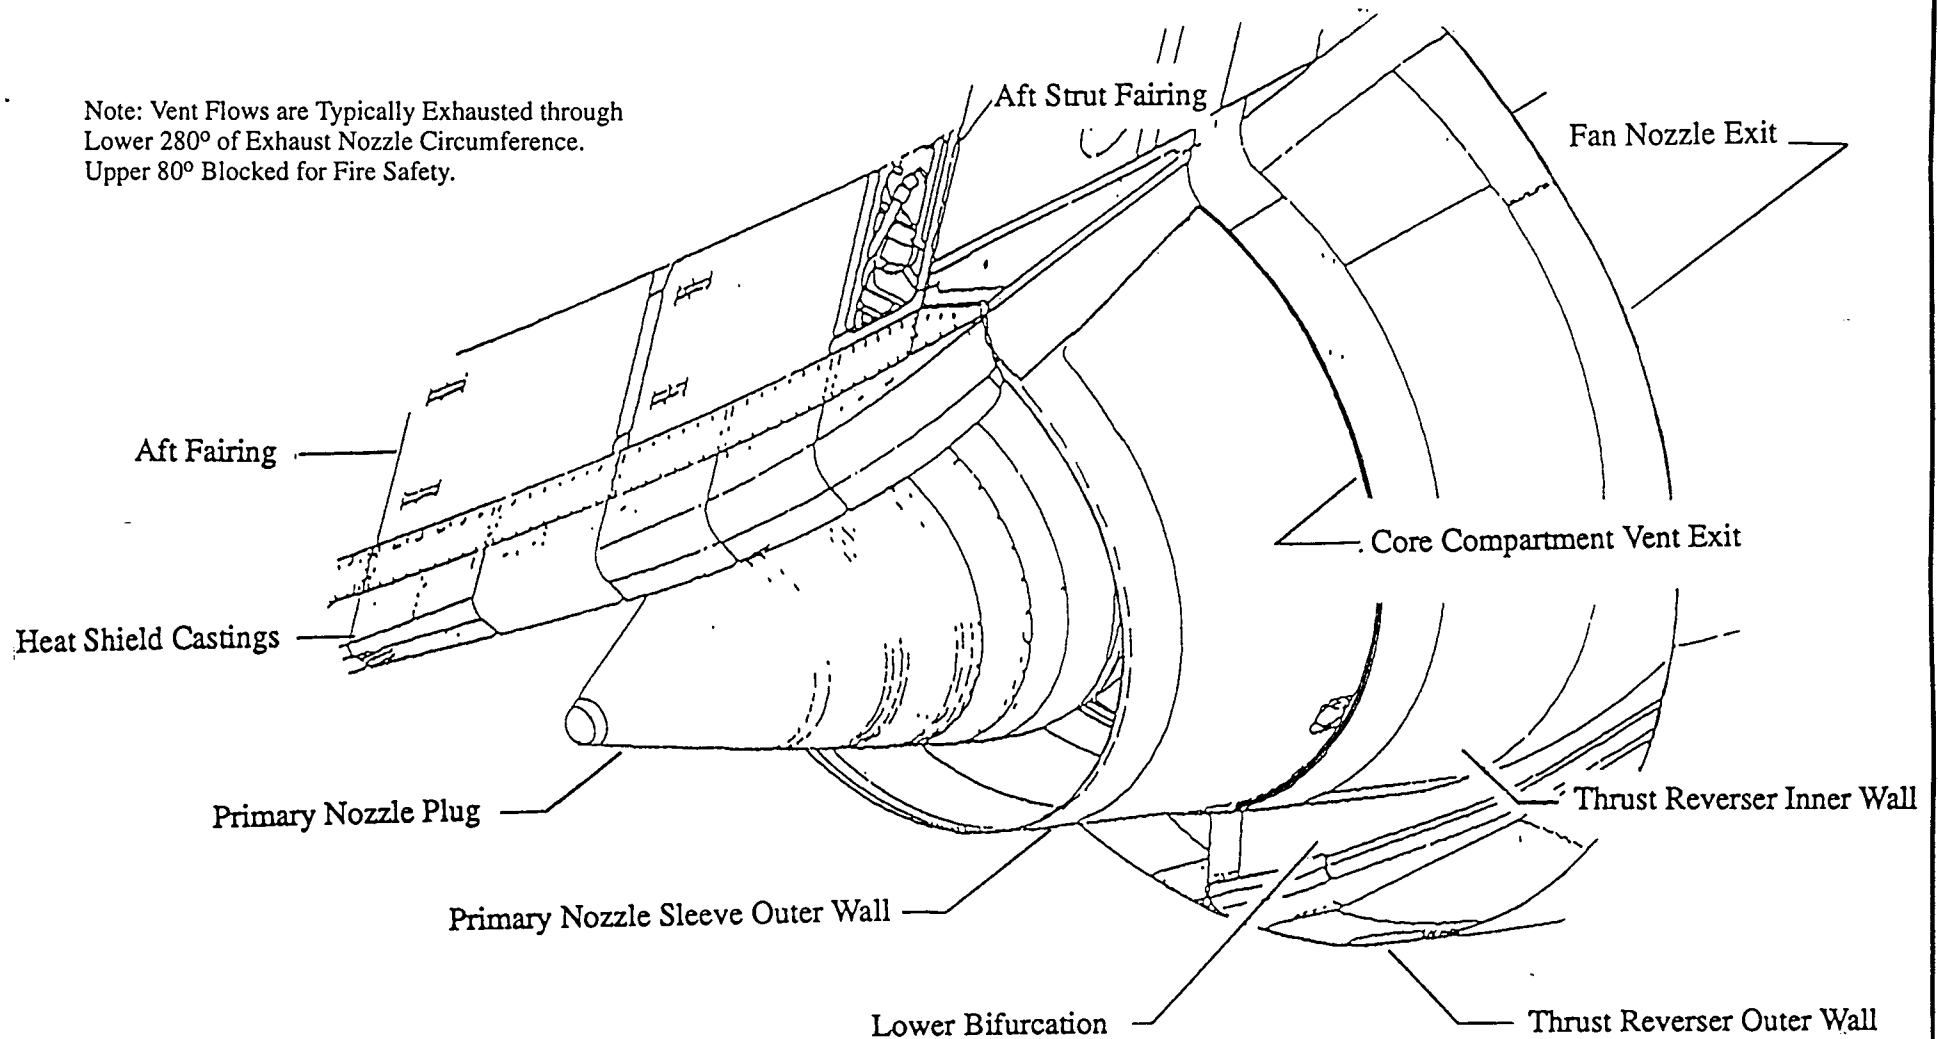 Note: Vent Flows are Typically Exhausted through
Lower 280º of Exhaust Nozzle Circumference.
Upper 80º Blocked for Fire Safety.
Aft Strut Fairing
Fan Nozzle Exit
Aft Fairing
Core Compartment Vent Exit
Heat Shield Castings
Primary Nozzle Plug
Thrust Reverser Inner Wall
Primary Nozzle Sleeve Outer Wall
Lower Bifurcation
Thrust Reverser Outer Wall